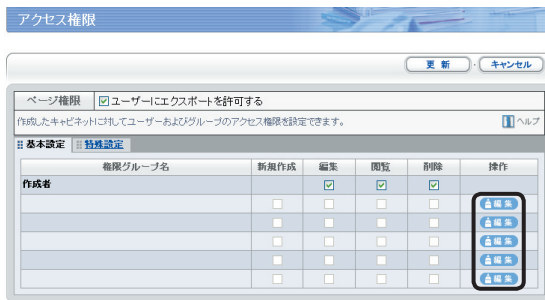 アクセス権限
更 新 ・ キャンセル
ページ権限 ユーザーにエクスポートを許可する
作成したキャビネットに対してユーザーおよびグループのアクセス権限を設定できます。 ヘルプ
基本設定 特殊設定
権限グループ名 新規作成 編集 閲覧 削除 操作
作成者
編 集
編 集
編 集
編 集
編 集